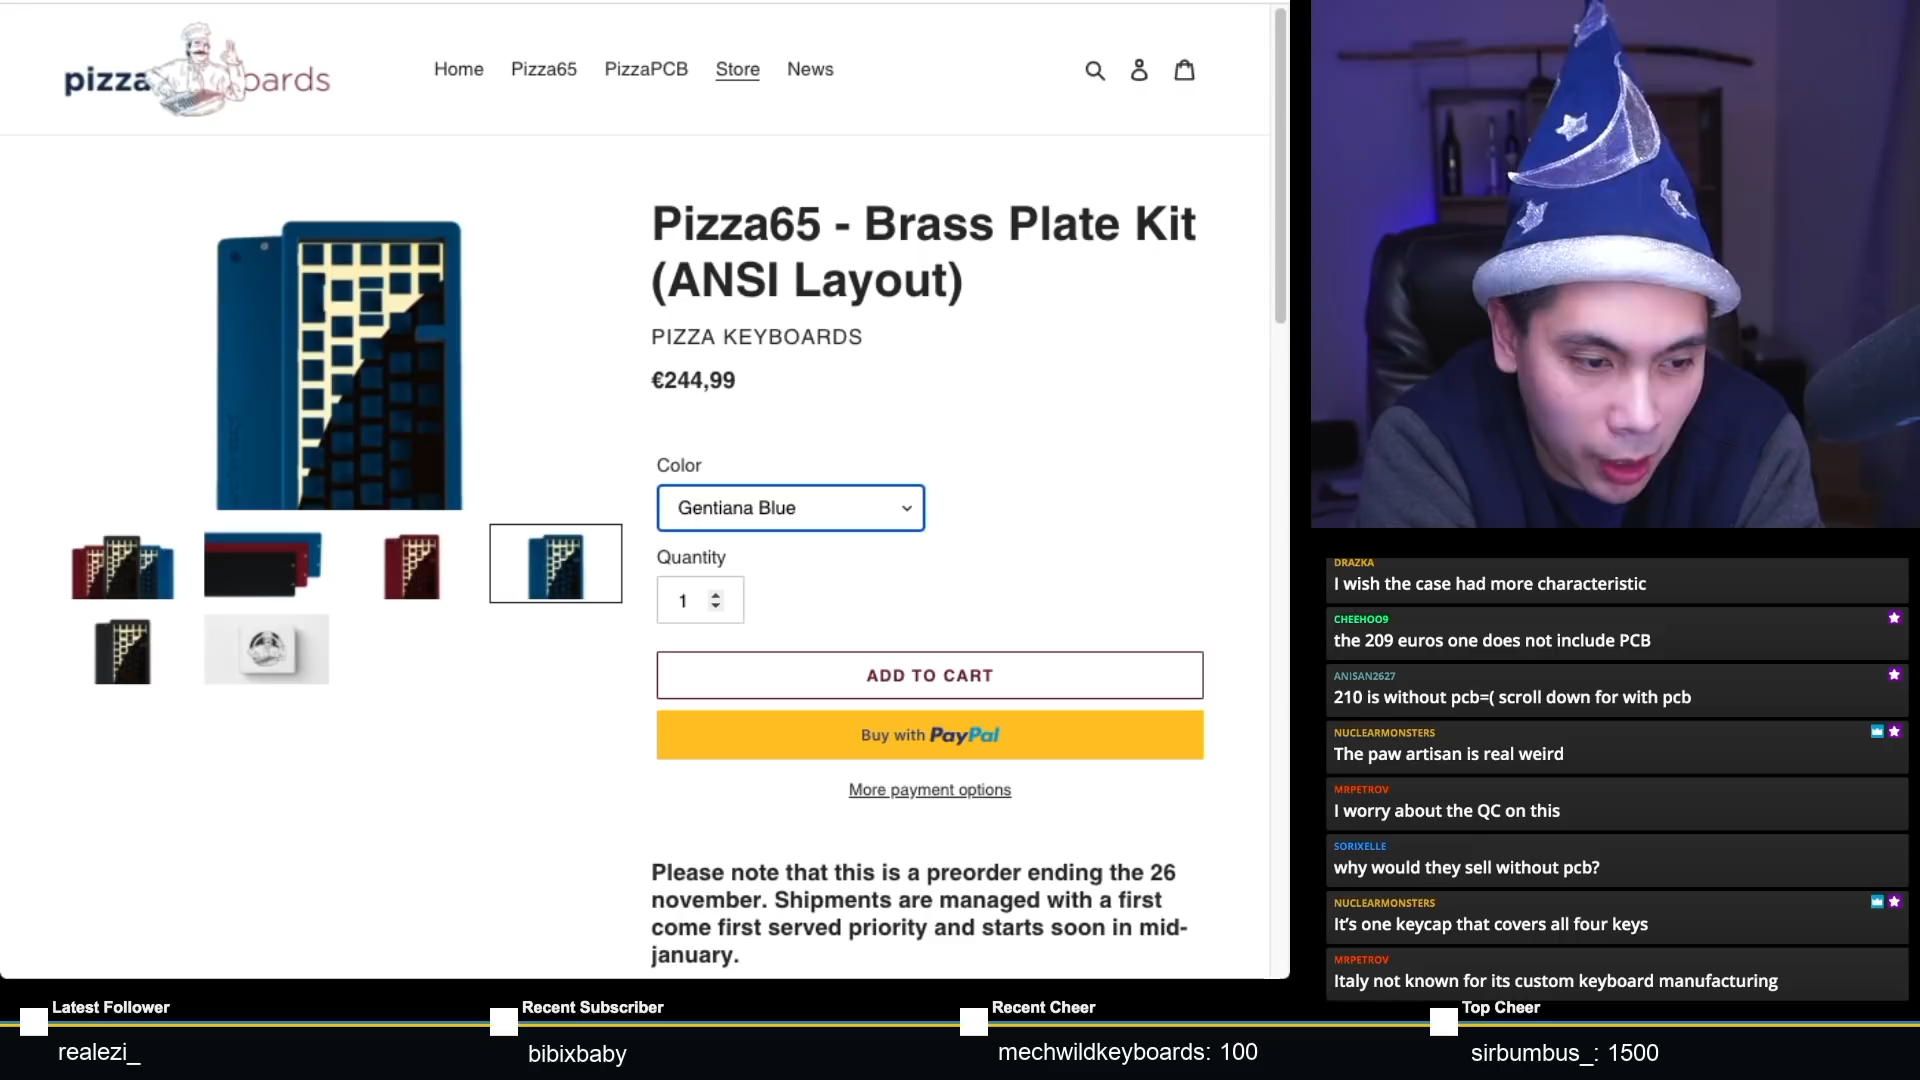 pizza boards
Home Pizza65 PizzaPCB Store News
Pizza65 - Brass Plate Kit
(ANSI Layout)
PIZZA KEYBOARDS
€244,99
Color
Gentiana Blue
Quantity
1
ADD TO CART
Buy with PayPal
More payment options
Please note that this is a preorder ending the 26
november. Shipments are managed with a first
come first served priority and starts soon in mid-
january.
DRAZKA
I wish the case had more characteristic
CHEEHOO9
the 209 euros one does not include PCB
ANISAN2627
210 is without pcb=( scroll down for with pcb
NUCLEARMONSTERS
The paw artisan is real weird
MRPETROV
I worry about the QC on this
SORIXELLE
why would they sell without pcb?
NUCLEARMONSTERS
It's one keycap that covers all four keys
MRPETROV
Italy not known for its custom keyboard manufacturing
Latest Follower
realezi_
Recent Subscriber
bibixbaby
Recent Cheer
mechwildkeyboards: 100
Top Cheer
sirbumbus_: 1500